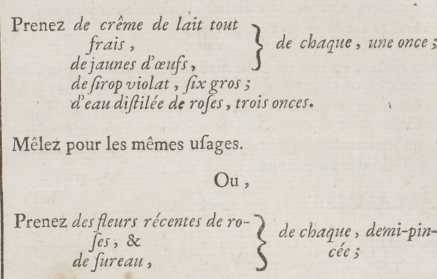 Prenez de crême de lait tout
frais, } de chaque, une once;
de jaunes d'œufs,
de ſirop violat, ſix gros;
d'eau diſtilée de roſes, trois onces.
Mêlez pour les mêmes uſages.
Ou,
Prenez des fleurs récentes de ro-
ſes, & } de chaque, demi-pin-
de ſureau, cée;